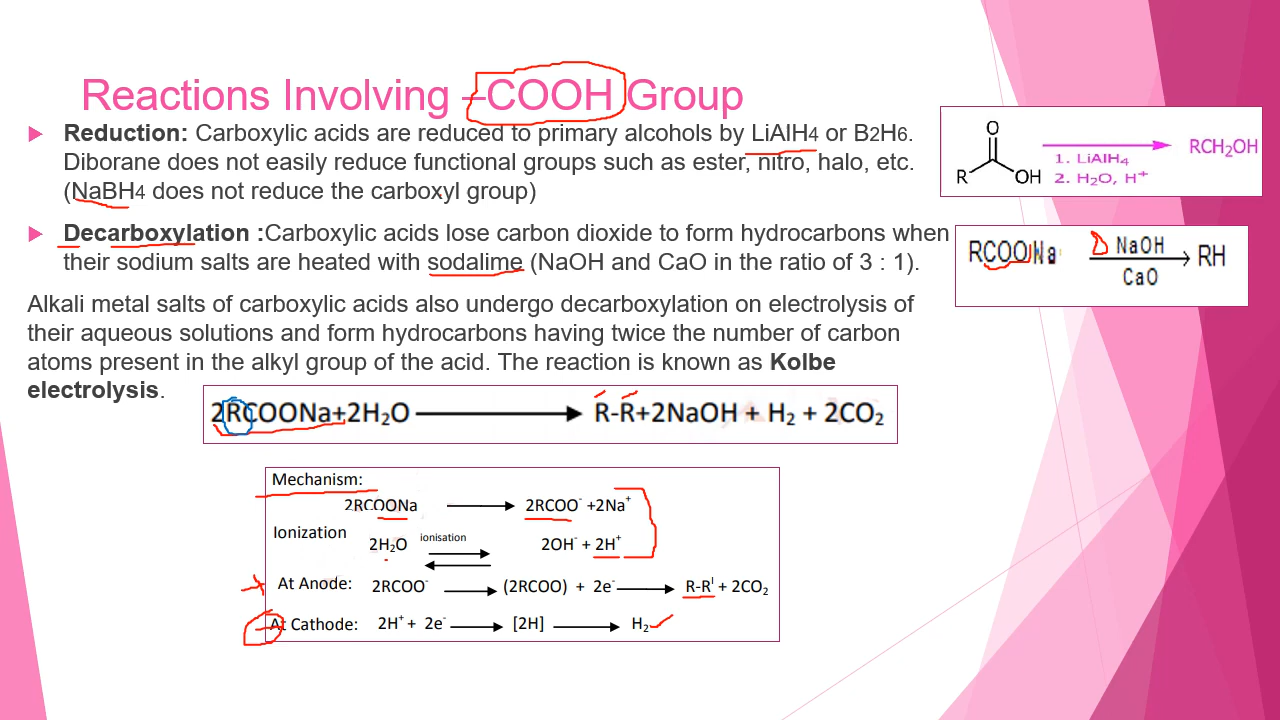 Reactions Involving –COOH Group
Reduction: Carboxylic acids are reduced to primary alcohols by LiAlH4 or B2H6.
Diborane does not easily reduce functional groups such as ester, nitro, halo, etc.
(NaBH4 does not reduce the carboxyl group)
O
R
OH
1. LiAlH₄
2. H₂O, H⁺
RCH₂OH
Decarboxylation :Carboxylic acids lose carbon dioxide to form hydrocarbons when
their sodium salts are heated with sodalime (NaOH and CaO in the ratio of 3 : 1).
RCOONa NaOH RH
CaO
Alkali metal salts of carboxylic acids also undergo decarboxylation on electrolysis of
their aqueous solutions and form hydrocarbons having twice the number of carbon
atoms present in the alkyl group of the acid. The reaction is known as Kolbe
electrolysis.
2RCOONa+2H₂O ⟶ R-R+2NaOH + H₂ + 2CO₂
Mechanism:
2RCOONa ⟶ 2RCOO⁻ +2Na⁺
Ionization
2H₂O ionisation 2OH⁻ + 2H⁺
At Anode: 2RCOO⁻ ⟶ (2RCOO) + 2e⁻ ⟶ R-Rᴵ + 2CO₂
At Cathode: 2H⁺ + 2e⁻ ⟶ [2H] ⟶ H₂